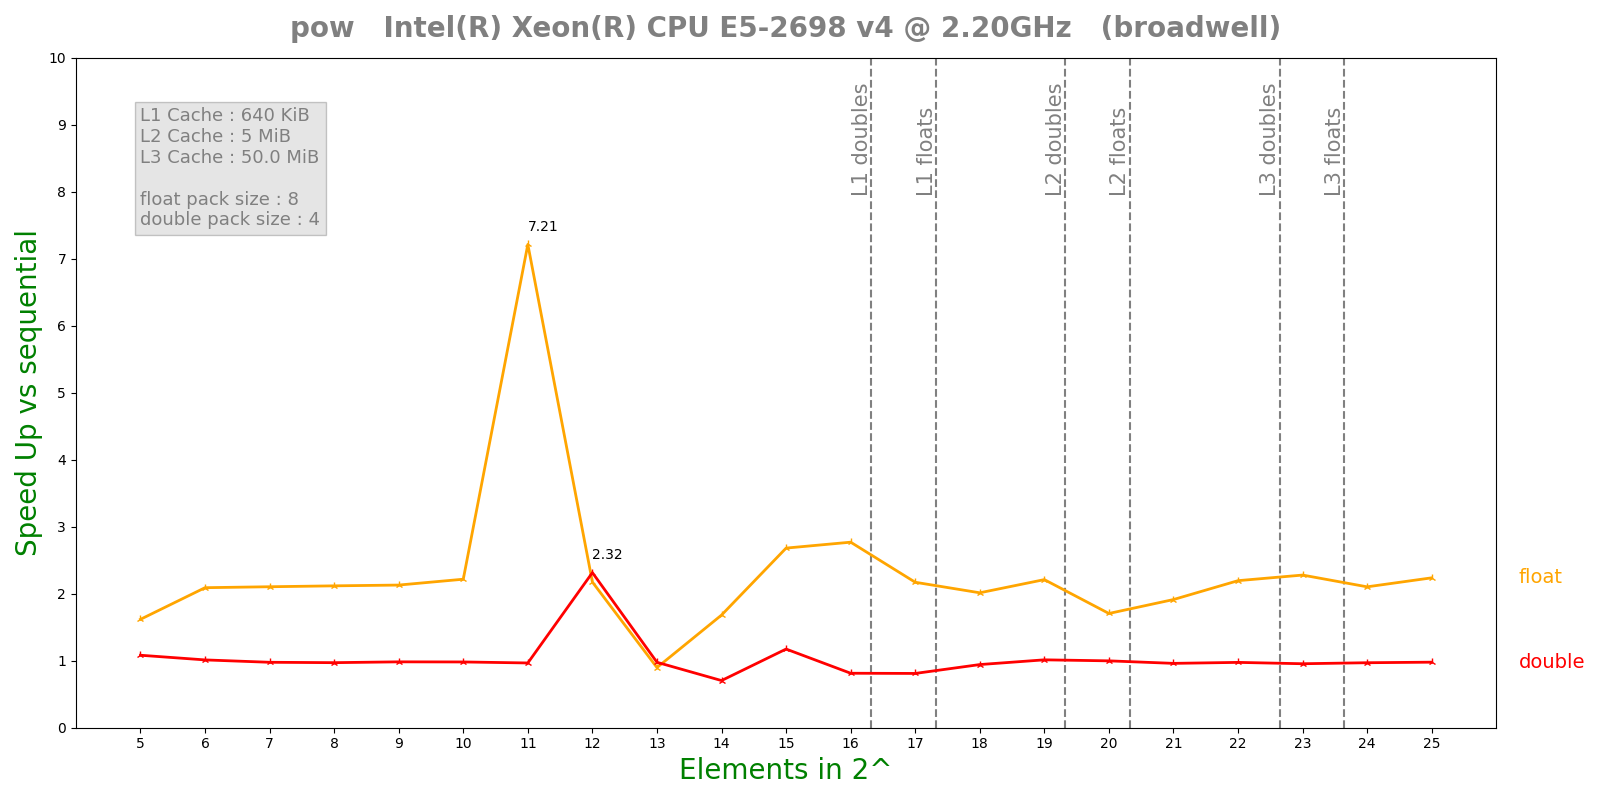 pow   Intel(R) Xeon(R) CPU E5-2698 v4 @ 2.20GHz   (broadwell)
Speed Up vs sequential
10
9
8
7
6
5
4
3
2
1
0
L1 Cache : 640 KiB
L2 Cache : 5 MiB
L3 Cache : 50.0 MiB
float pack size : 8
double pack size : 4
7.21
2.32
L1 doubles
L1 floats
L2 doubles
L2 floats
L3 doubles
L3 floats
float
double
5 6 7 8 9 10 11 12 13 14 15 16 17 18 19 20 21 22 23 24 25
Elements in 2^